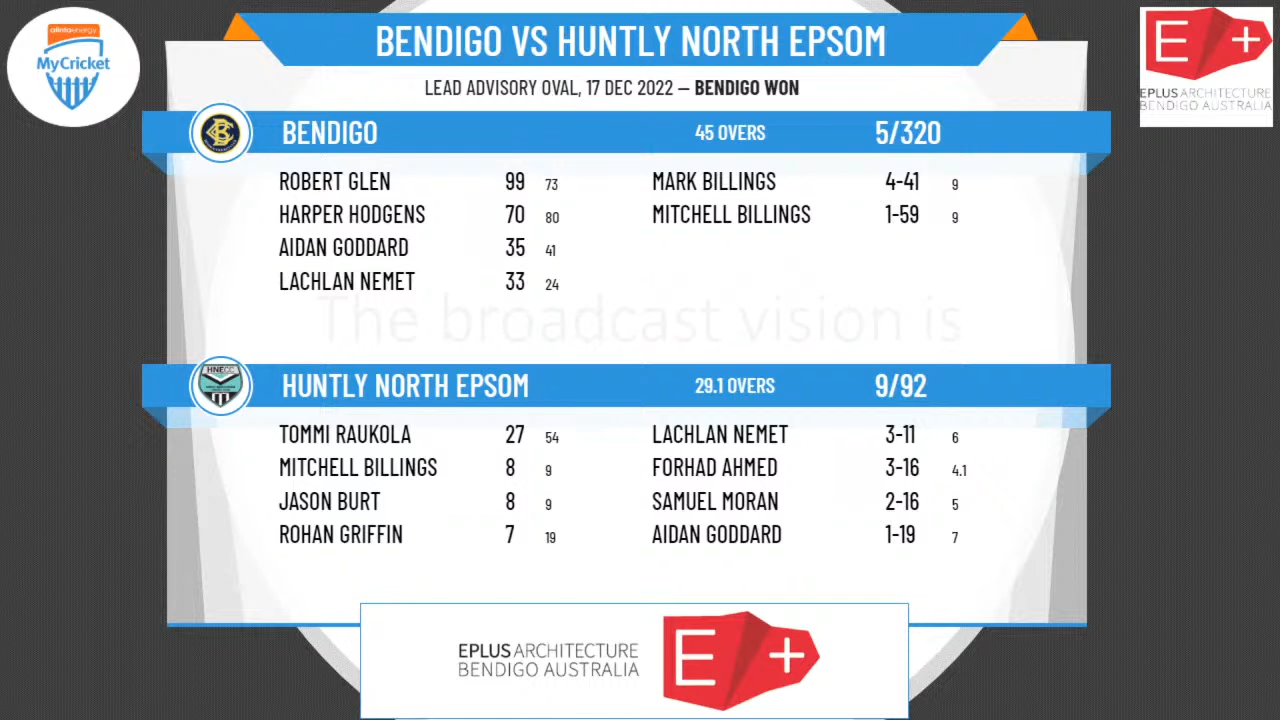 BENDIGO VS HUNTLY NORTH EPSOM
alintaenergy
MyCricket
E +
EPLUSARCHITECTURE
BENDIGO AUSTRALIA
LEAD ADVISORY OVAL, 17 DEC 2022 – BENDIGO WON
BENDIGO 45 OVERS 5/320
ROBERT GLEN 99 73 MARK BILLINGS 4-41 9
HARPER HODGENS 70 80 MITCHELL BILLINGS 1-59 9
AIDAN GODDARD 35 41
LACHLAN NEMET 33 24
The broadcast vision is
HNECC
HUNTLY NORTH EPSOM 29.1 OVERS 9/92
TOMMI RAUKOLA 27 54 LACHLAN NEMET 3-11 6
MITCHELL BILLINGS 8 9 FORHAD AHMED 3-16 4.1
JASON BURT 8 9 SAMUEL MORAN 2-16 5
ROHAN GRIFFIN 7 19 AIDAN GODDARD 1-19 7
EPLUSARCHITECTURE
BENDIGO AUSTRALIA
E +